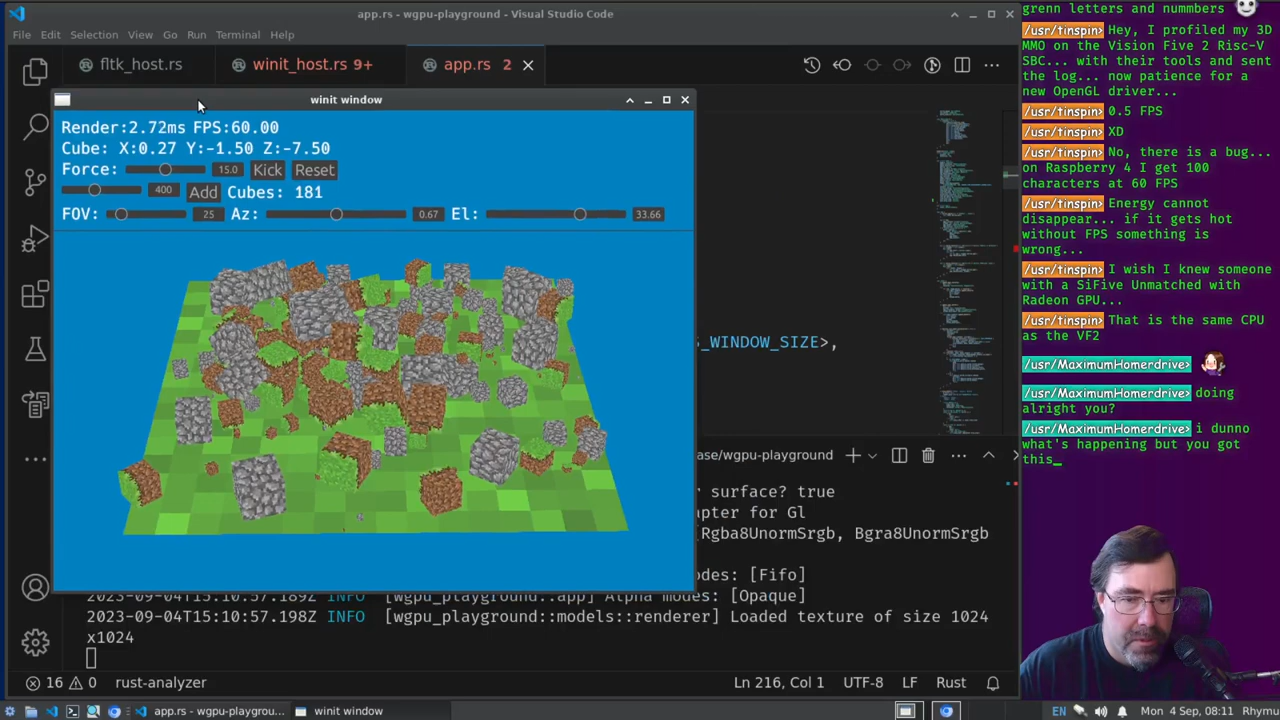 app.rs - wgpu-playground - Visual Studio Code
File Edit Selection View Go Run Terminal Help
fltk_host.rs winit_host.rs 9+ app.rs 2
winit window
Render:2.72ms FPS:60.00
Cube: X:0.27 Y:-1.50 Z:-7.50
Force: 15.0 Kick Reset
400 Add Cubes: 181
FOV: 25 Az: 0.67 El: 33.66
_WINDOW_SIZE>,
ase/wgpu-playground
r surface? true
apter for Gl
[Rgba8UnormSrgb, Bgra8UnormSrgb
odes: [Fifo]
2023-09-04T15:10:57.189Z INFO [wgpu_playground::app] Alpha modes: [Opaque]
2023-09-04T15:10:57.198Z INFO [wgpu_playground::models::renderer] Loaded texture of size 1024
x1024
16 0 rust-analyzer Ln 216, Col 1 UTF-8 LF Rust
app.rs - wgpu-playgrou... winit window EN Mon 4 Sep, 08:11 Rhymu
grenn letters and nummbers
/usr/tinspin> Hey, I profiled my 3D
MMO on the Vision Five 2 Risc-V
SBC... with their tools and sent
the log... now patience for a
new OpenGL driver...
/usr/tinspin> 0.5 FPS
/usr/tinspin> XD
/usr/tinspin> No, there is a bug...
on Raspberry 4 I get 100
characters at 60 FPS
/usr/tinspin> Energy cannot
disappear... if it gets hot
without FPS something is
wrong...
/usr/tinspin> I wish I knew someone
with a SiFive Unmatched with
Radeon GPU...
/usr/tinspin> That is the same CPU
as the VF2
/usr/MaximumHomerdrive>
/usr/MaximumHomerdrive> doing
alright you?
/usr/MaximumHomerdrive> i dunno
what's happening but you got
this_